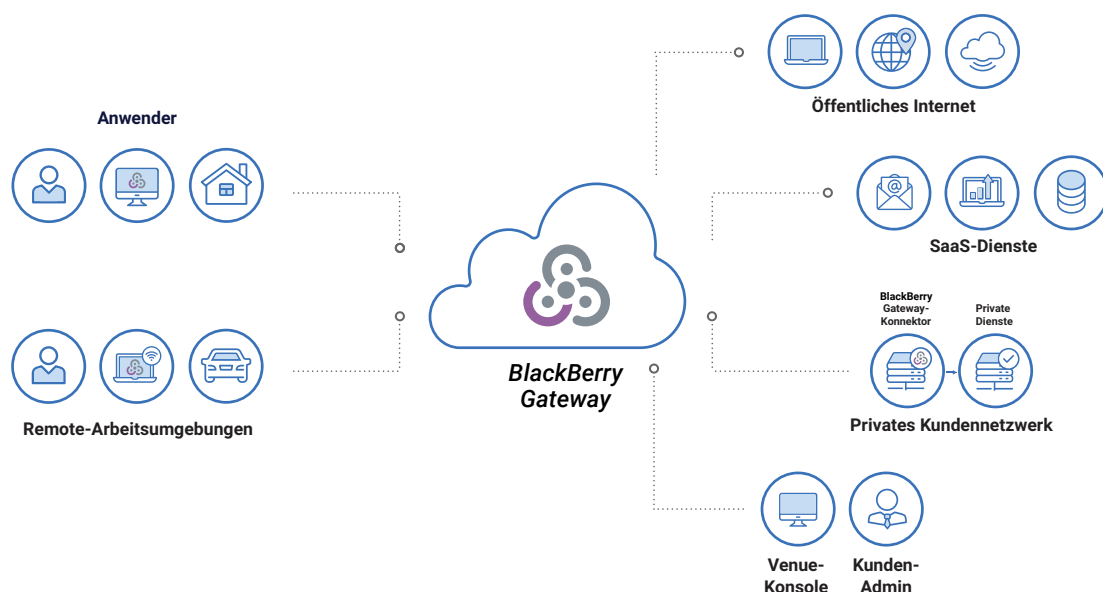 Anwender
Remote-Arbeitsumgebungen
BlackBerry
Gateway
Öffentliches Internet
@
SaaS-Dienste
BlackBerry
Gateway-
Konnektor
Private
Dienste
Privates Kundennetzwerk
Venue-
Konsole
Kunden-
Admin